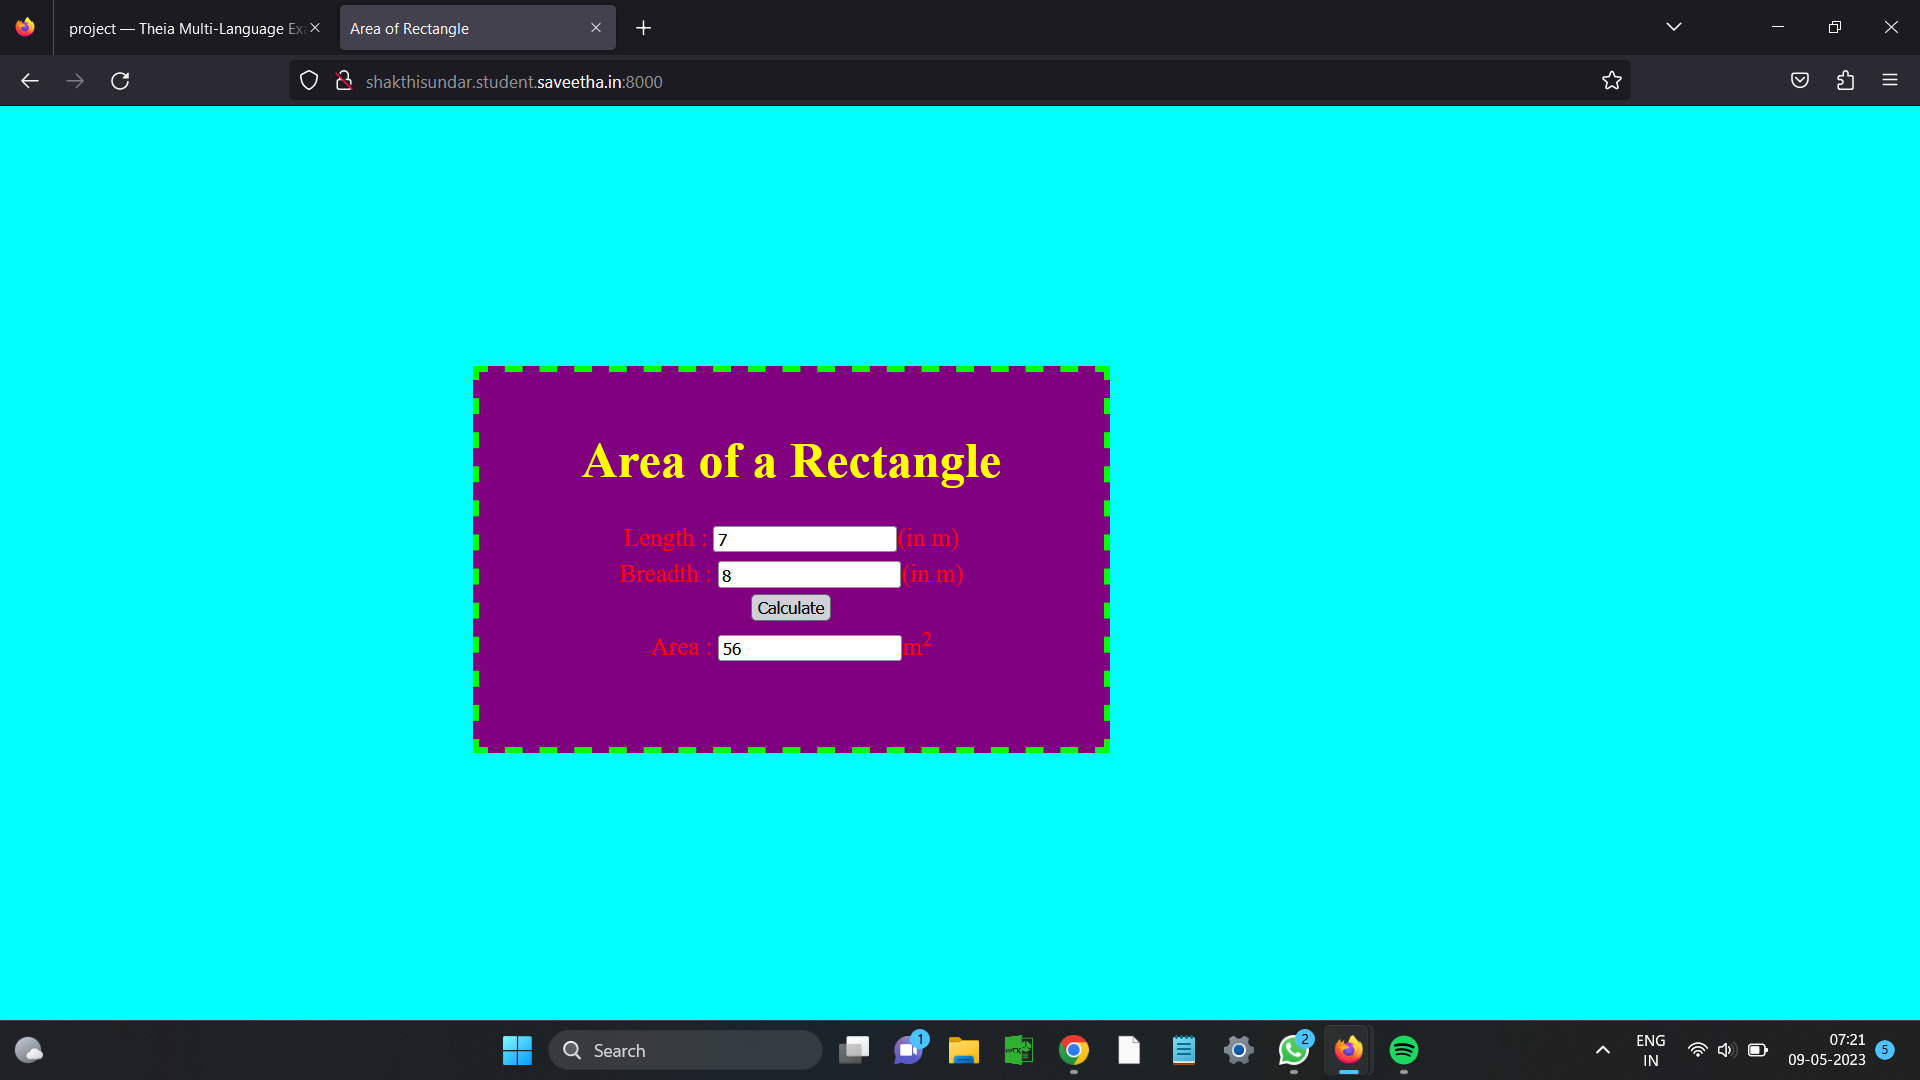 project — Theia Multi-Language Ex
Area of Rectangle
shakthisundar.student.saveetha.in:8000
Area of a Rectangle
Length : 7 (in m)
Breadth : 8 (in m)
Calculate
Area : 56 m²
Search
1
2
ENG
IN
07:21
09-05-2023
5